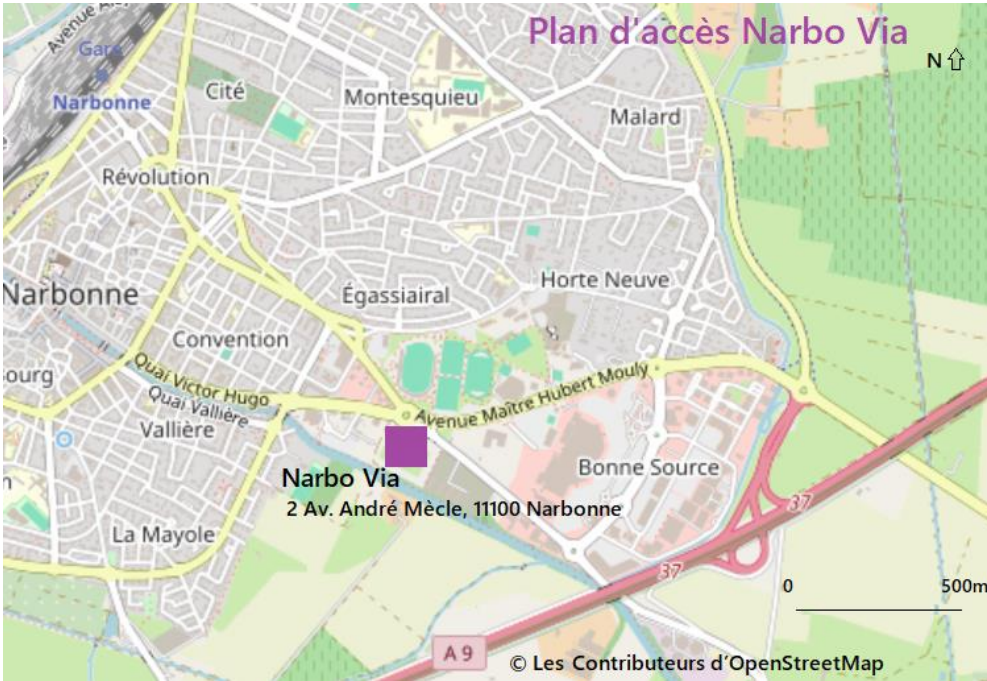 Plan d'accès Narbo Via
N
Gare
Narbonne
Cité
Montesquieu
Malard
Révolution
Narbonne
Égassiairal
Horte Neuve
Convention
ourg
Quai Victor Hugo
Quai Vallière
Avenue Maître Hubert Mouly
Vallière
Bonne Source
Narbo Via
2 Av. André Mècle, 11100 Narbonne
La Mayole
37
37
0 500m
A 9
© Les Contributeurs d'OpenStreetMap